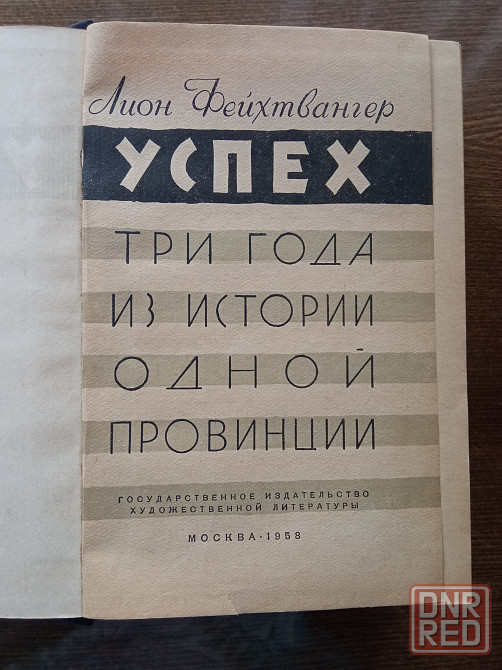 Лион Фейхтвангер
УСПЕХ
ТРИ ГОДА
ИЗ ИСТОРИИ
ОДНОЙ
ПРОВИНЦИИ
ГОСУДАРСТВЕННОЕ ИЗДАТЕЛЬСТВО
ХУДОЖЕСТВЕННОЙ ЛИТЕРАТУРЫ
МОСКВА·1958
DNR
RED